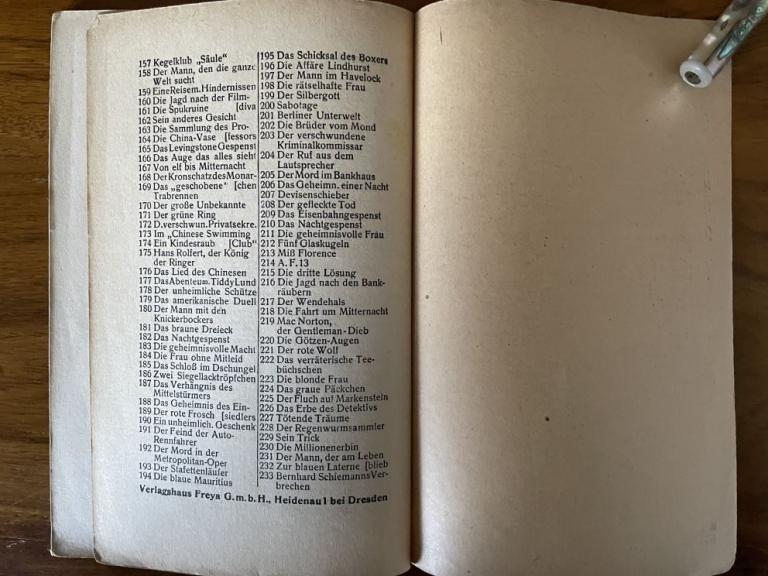 157 Kegelklub „Säule"
158 Der Mann, den die ganze
Welt sucht
159 EineReisem.Hindernissen
160 Die Jagd nach der Film-
161 Die Spukruine [diva
162 Sein anderes Gesicht
163 Die Sammlung des Pro-
164 Die China-Vase [fessors
165 Das Levingstone Gespenst
166 Das Auge das alles sieht
167 Von elf bis Mitternacht
168 Der Kronschatz des Monar-
169 Das „geschobene" [chen
Trabrennen
170 Der große Unbekannte
171 Der grüne Ring
172 D.verschwun.Privatsekre.
173 Im „Chinese Swimming
174 Ein Kindesraub [Club"
175 Hans Rolfert, der König
der Ringer
176 Das Lied des Chinesen
177 DasAbenteu.TiddyLund
178 Der unheimliche Schütze
179 Das amerikanische Duell
180 Der Mann mit den
Knickerbockers
181 Das braune Dreieck
182 Das Nachtgespenst
183 Die geheimnisvolle Macht
184 Die Frau ohne Mitleid
185 Das Schloß im Dschungel
186 Zwei Siegellacktröpfchen
187 Das Verhängnis des
Mittelstürmers
188 Das Geheimnis des Ein-
189 Der rote Frosch [siedlers
190 Ein unheimlich. Geschenk
191 Der Feind der Auto-
Rennfahrer
192 Der Mord in der
Metropolitan-Oper
193 Der Stafettenläufer
194 Die blaue Mauritius
195 Das Schicksal des Boxers
196 Die Affäre Lindhurst
197 Der Mann im Havelock
198 Die rätselhafte Frau
199 Der Silbergott
200 Sabotage
201 Berliner Unterwelt
202 Die Brüder vom Mond
203 Der verschwundene
Kriminalkommissar
204 Der Ruf aus dem
Lautsprecher
205 Der Mord im Bankhaus
206 Das Geheimn. einer Nacht
207 Devisenschieber
208 Der gefleckte Tod
209 Das Eisenbahngespenst
210 Das Nachtgespenst
211 Die geheimnisvolle Frau
212 Fünf Glaskugeln
213 Miß Florence
214 A. F. 13
215 Die dritte Lösung
216 Die Jagd nach den Bank-
räubern
217 Der Wendehals
218 Die Fahrt um Mitternacht
219 Mac Norton,
der Gentleman-Dieb
220 Die Götzen-Augen
221 Der rote Wolf
222 Das verräterische Tee-
büchschen
223 Die blonde Frau
224 Das graue Päckchen
225 Der Fluch auf Markenstein
226 Das Erbe des Detektivs
227 Tötende Träume
228 Der Regenwurmsammler
229 Sein Trick
230 Die Millionenerbin
231 Der Mann, der am Leben
232 Zur blauen Laterne [blieb
233 Bernhard Schiemanns Ver-
brechen
Verlagshaus Freya G.m.b.H., Heidenau 1 bei Dresden